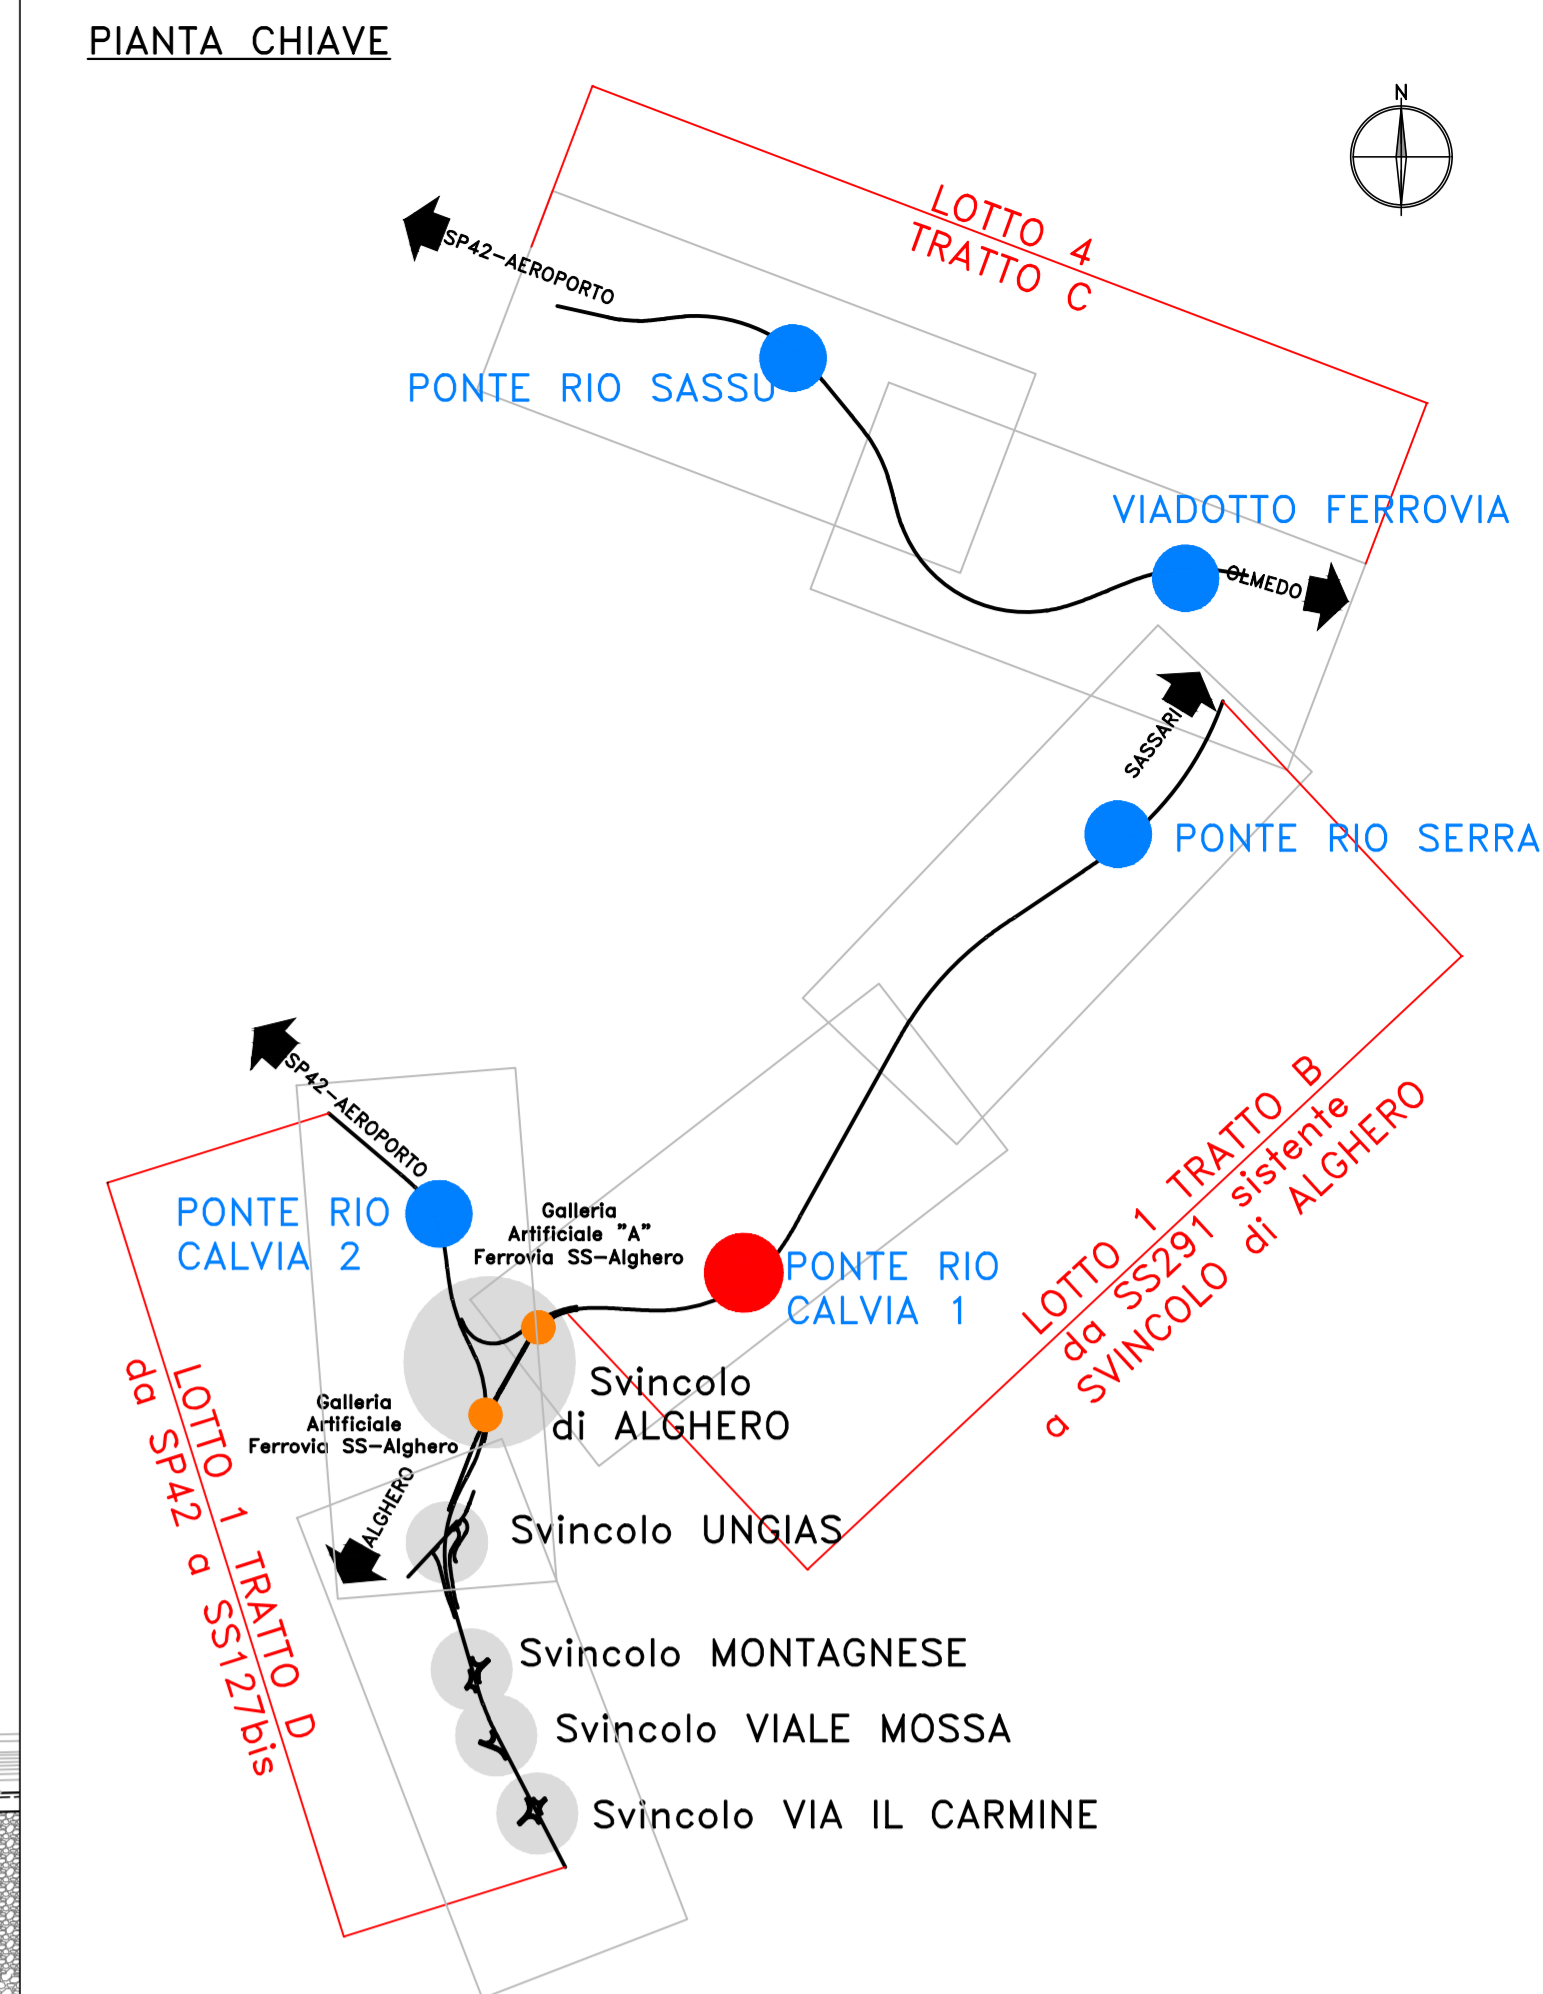 PIANTA CHIAVE
N
LOTTO 4
TRATTO C
SP42-AEROPORTO
PONTE RIO SASSU
VIADOTTO FERROVIA
OLMEDO
SASSARI
PONTE RIO SERRA
LOTTO 1 TRATTO B
da SS291 sistente
a SVINCOLO di ALGHERO
SP42-AEROPORTO
PONTE RIO
CALVIA 2
Galleria
Artificiale "A"
Ferrovia SS-Alghero
PONTE RIO
CALVIA 1
Svincolo
di ALGHERO
Galleria
Artificiale
Ferrovia SS-Alghero
LOTTO 1 TRATTO D
da SP42 a SS127bis
ALGHERO
Svincolo UNGIAS
Svincolo MONTAGNESE
Svincolo VIALE MOSSA
Svincolo VIA IL CARMINE